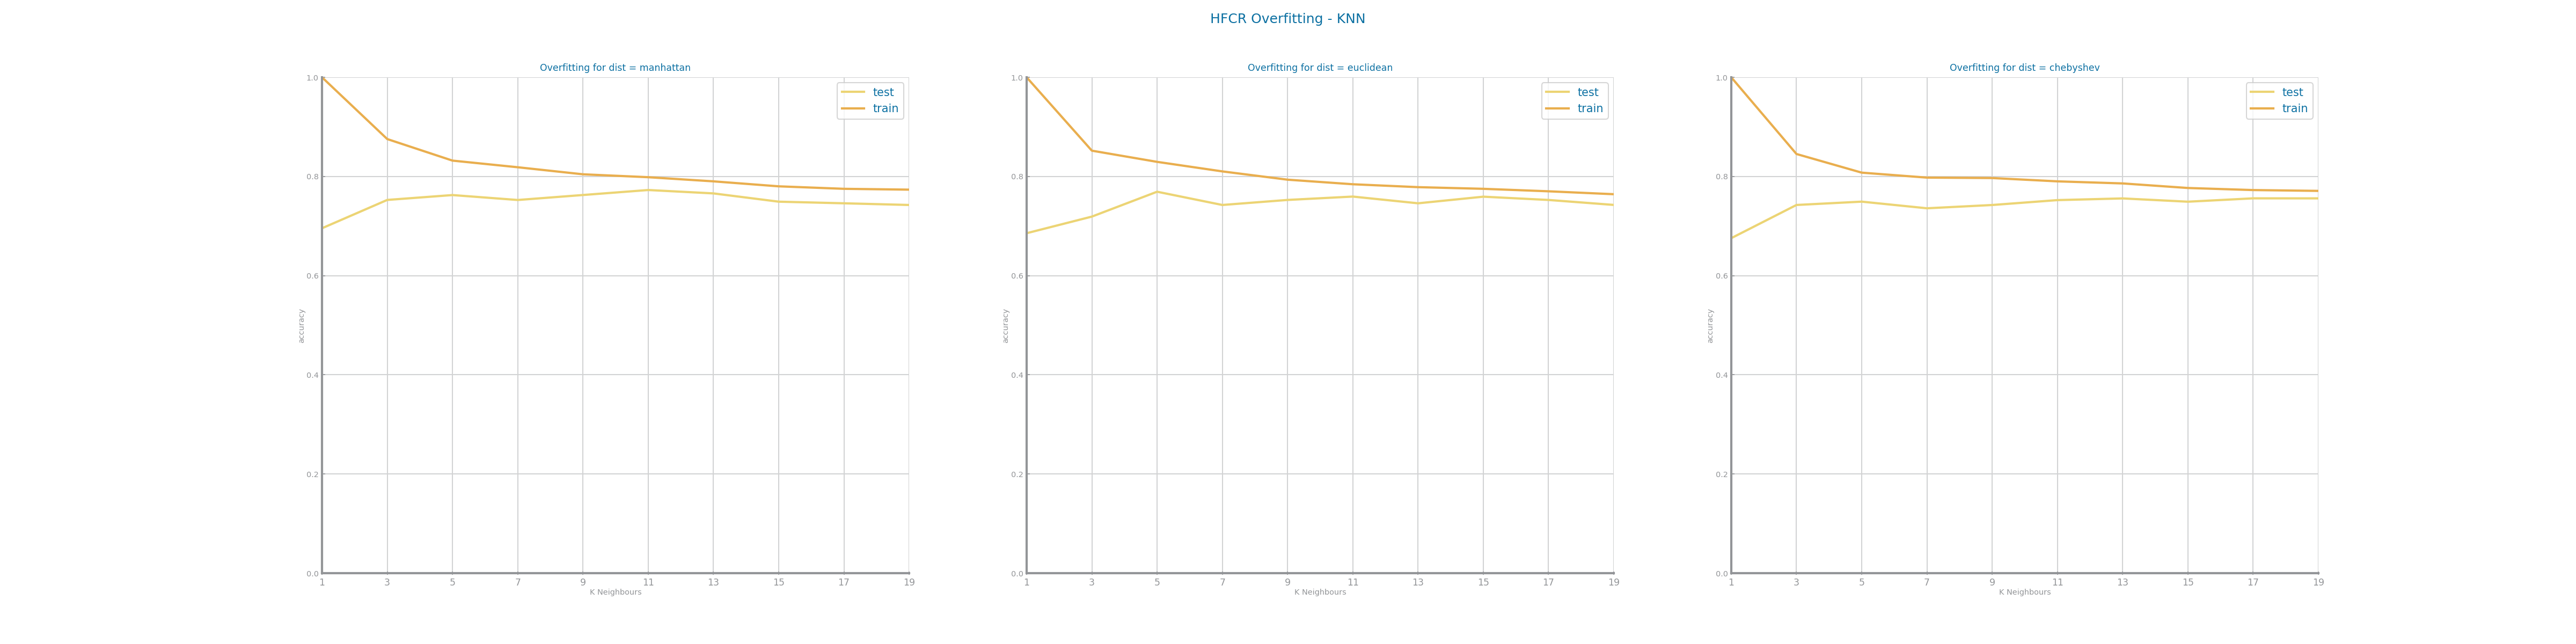 HFCR Overfitting - KNN
Overfitting for dist = manhattan
1.0
0.8
0.6
0.4
0.2
0.0
accuracy
test
train
1 3 5 7 9 11 13 15 17 19
K Neighbours
Overfitting for dist = euclidean
1.0
0.8
0.6
0.4
0.2
0.0
accuracy
test
train
1 3 5 7 9 11 13 15 17 19
K Neighbours
Overfitting for dist = chebyshev
1.0
0.8
0.6
0.4
0.2
0.0
accuracy
test
train
1 3 5 7 9 11 13 15 17 19
K Neighbours